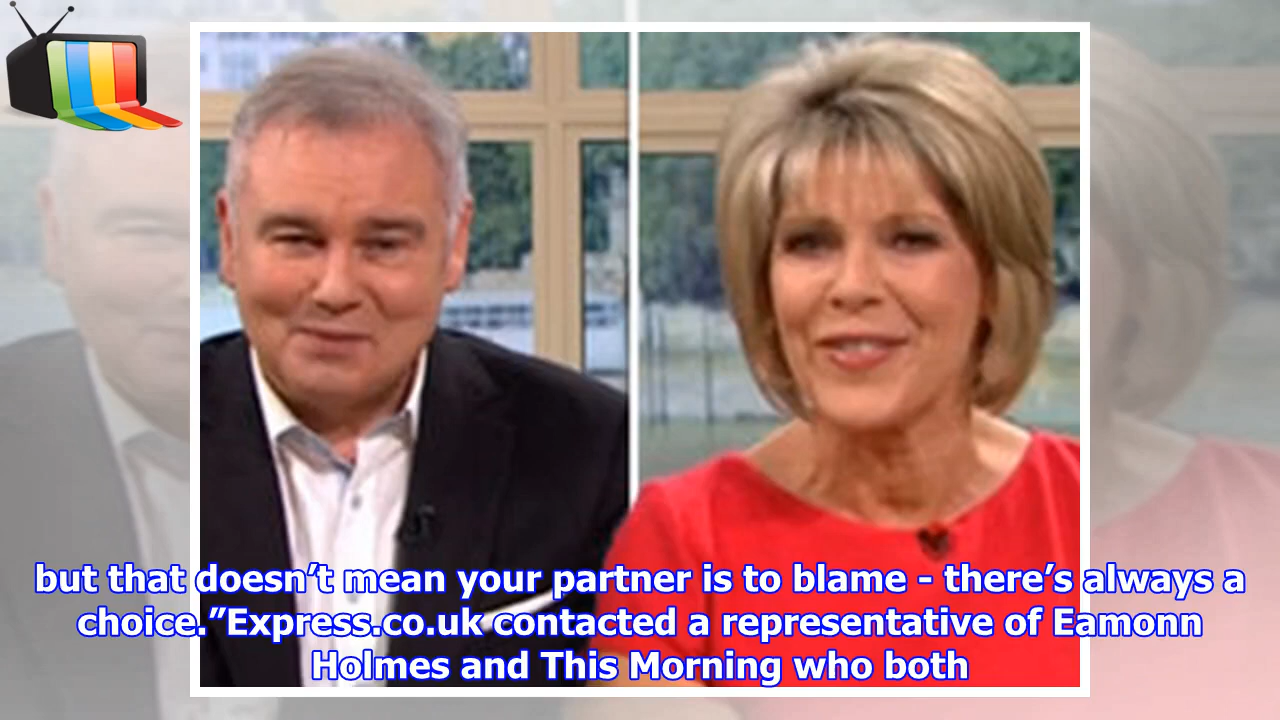 but that doesn’t mean your partner is to blame - there’s always a
choice.”Express.co.uk contacted a representative of Eamonn
Holmes and This Morning who both